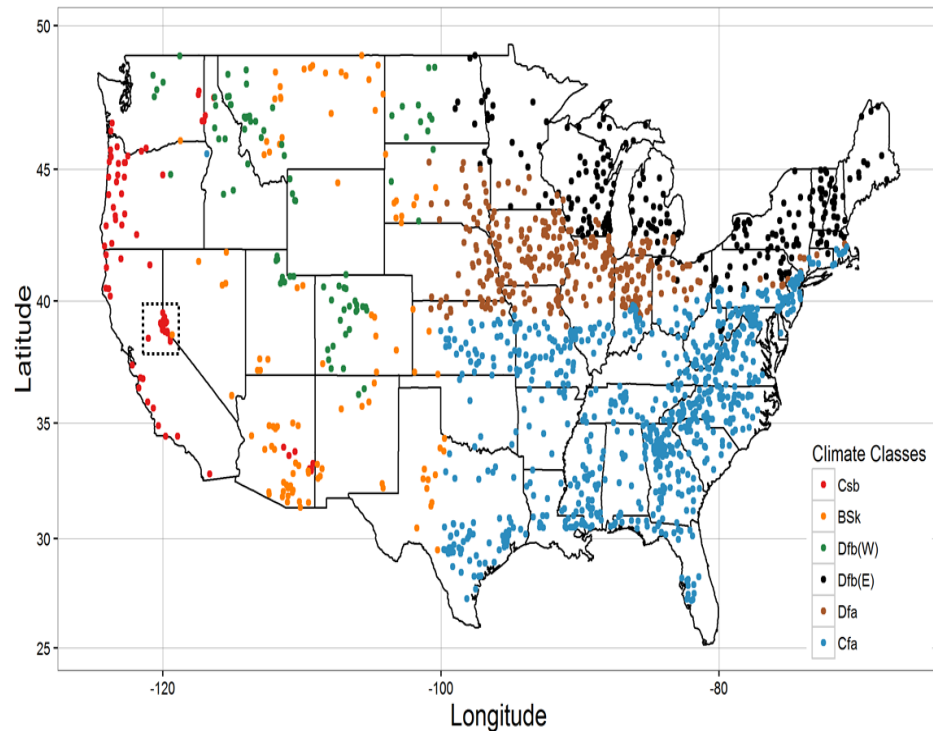 50
45
40
35
30
25
Latitude
-120
-100
-80
Longitude
Climate Classes
Csb
BSk
Dfb(W)
Dfb(E)
Dfa
Cfa